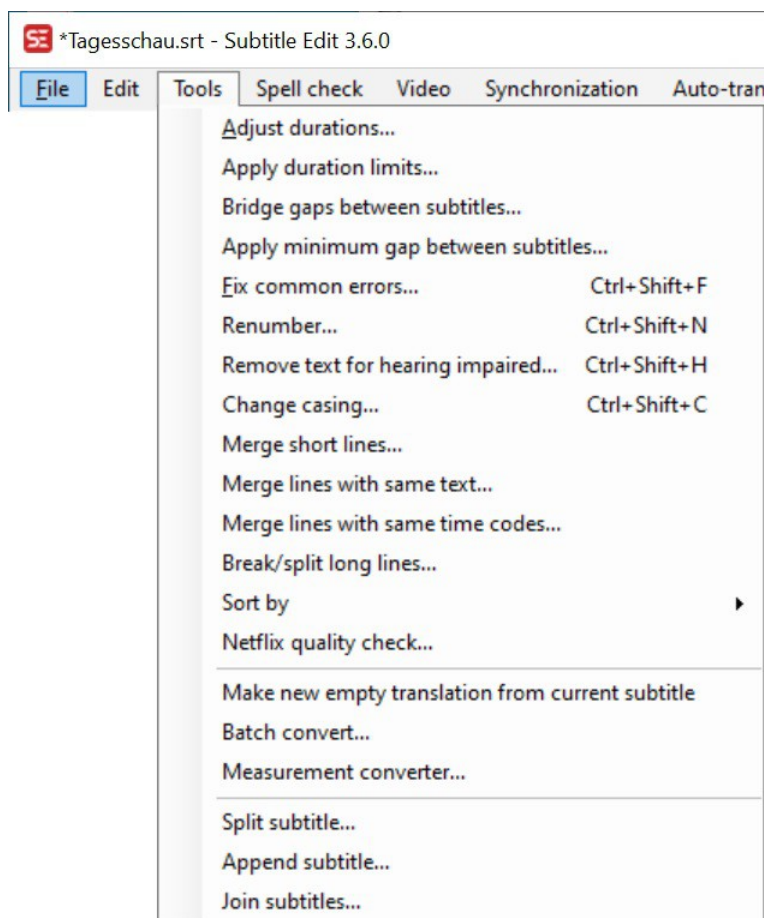 SE *Tagesschau.srt - Subtitle Edit 3.6.0
File Edit Tools Spell check Video Synchronization Auto-tran
Adjust durations...
Apply duration limits...
Bridge gaps between subtitles...
Apply minimum gap between subtitles...
Fix common errors... Ctrl+Shift+F
Renumber... Ctrl+Shift+N
Remove text for hearing impaired... Ctrl+Shift+H
Change casing... Ctrl+Shift+C
Merge short lines...
Merge lines with same text...
Merge lines with same time codes...
Break/split long lines...
Sort by
Netflix quality check...
Make new empty translation from current subtitle
Batch convert...
Measurement converter...
Split subtitle...
Append subtitle...
Join subtitles...